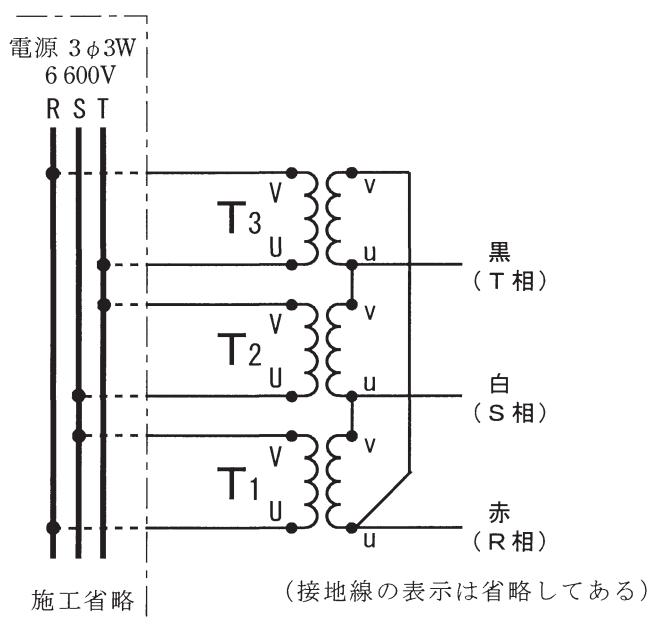 電源 3φ3W
6 600V
R S T
V
v
T3
U
u
黒
(T相)
V
v
T2
U
u
白
(S相)
V
v
T1
U
u
赤
(R相)
施工省略
(接地線の表示は省略してある)